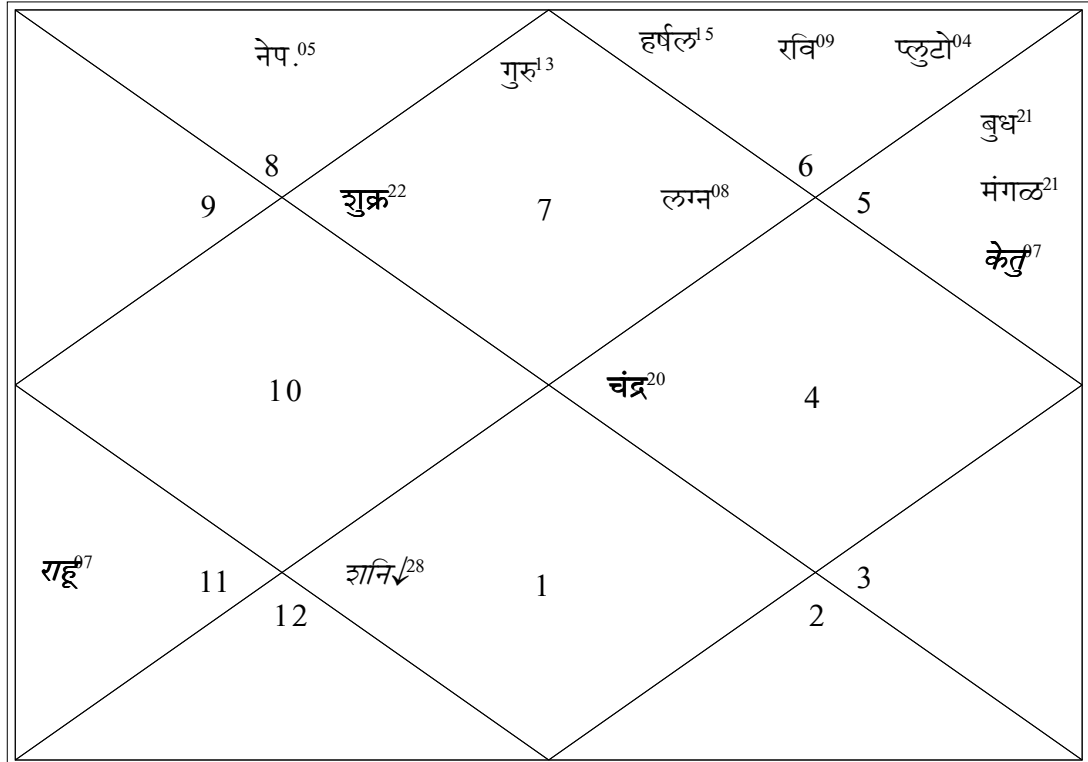 हर्षल15 रवि09 प्लुटो04
नेप.05
गुरु13
बुध21
8 6
मंगळ21
9 शुक्र22 7 लग्न08 5
केतु07
10 चंद्र20 4
राहू07 11 शनि↓28 1 3
12 2